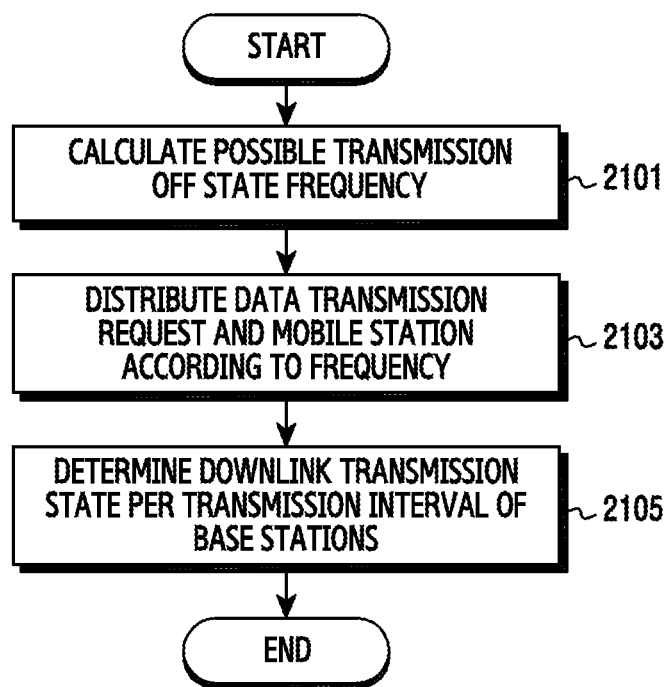 START
CALCULATE POSSIBLE TRANSMISSION
OFF STATE FREQUENCY
2101
DISTRIBUTE DATA TRANSMISSION
REQUEST AND MOBILE STATION
ACCORDING TO FREQUENCY
2103
DETERMINE DOWNLINK TRANSMISSION
STATE PER TRANSMISSION INTERVAL OF
BASE STATIONS
2105
END